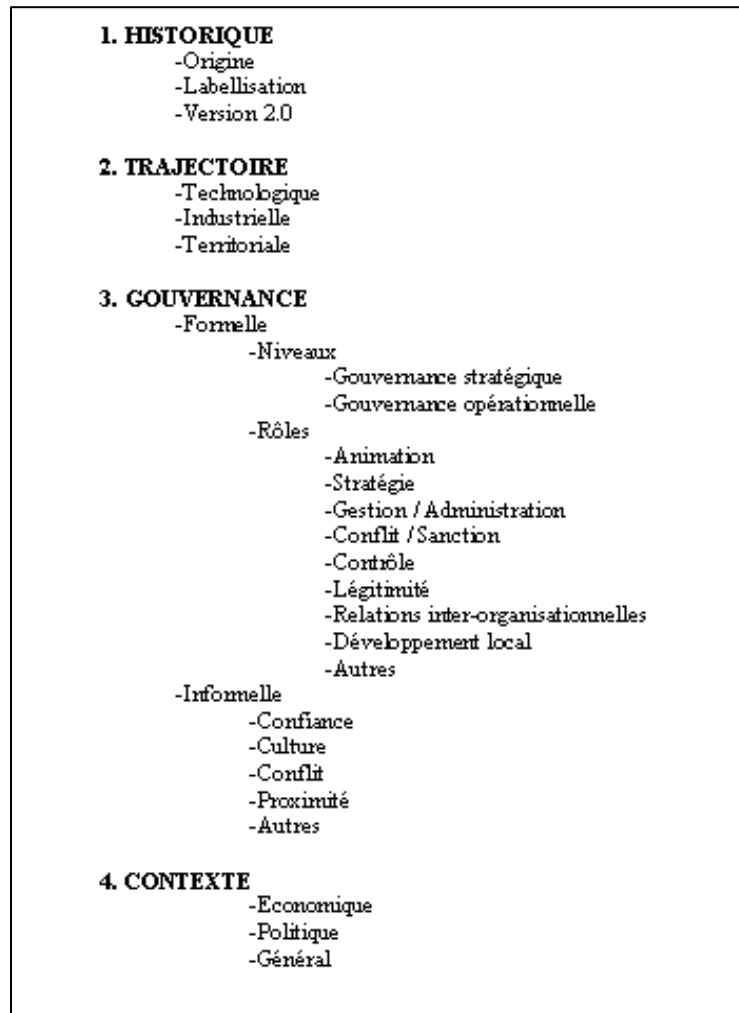 1. HISTORIQUE
-Origine
-Labellisation
-Version 2.0
2. TRAJECTOIRE
-Technologique
-Industrielle
-Territoriale
3. GOUVERNANCE
-Formelle
-Niveaux
-Gouvernance stratégique
-Gouvernance opérationnelle
-Rôles
-Animation
-Stratégie
-Gestion / Administration
-Conflit / Sanction
-Contrôle
-Légitimité
-Relations inter-organisationnelles
-Développement local
-Autres
-Informelle
-Confiance
-Culture
-Conflit
-Proximité
-Autres
4. CONTEXTE
-Economique
-Politique
-Général